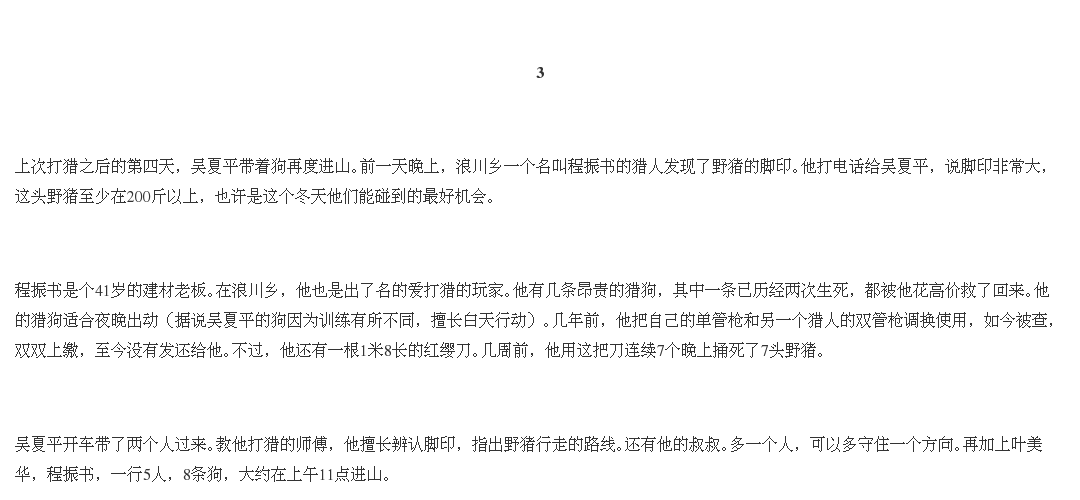 3
上次打猎之后的第四天，吴夏平带着狗再度进山。前一天晚上，浪川乡一个名叫程振书的猎人发现了野猪的脚印。他打电话给吴夏平，说脚印非常大，
这头野猪至少在200斤以上，也许是这个冬天他们能碰到的最好机会。
程振书是个41岁的建材老板。在浪川乡，他也是出了名的爱打猎的玩家。他有几条昂贵的猎狗，其中一条已历经两次生死，都被他花高价救了回来。他
的猎狗适合夜晚出动（据说吴夏平的狗因为训练有所不同，擅长白天行动）。几年前，他把自己的单管枪和另一个猎人的双管枪调换使用，如今被查，
双双上缴，至今没有发还给他。不过，他还有一根1米8长的红缨刀。几周前，他用这把刀连续7个晚上捅死了7头野猪。
吴夏平开车带了两个人过来。教他打猎的师傅，他擅长辨认脚印，指出野猪行走的路线。还有他的叔叔。多一个人，可以多守住一个方向。再加上叶美
华，程振书，一行5人，8条狗，大约在上午11点进山。